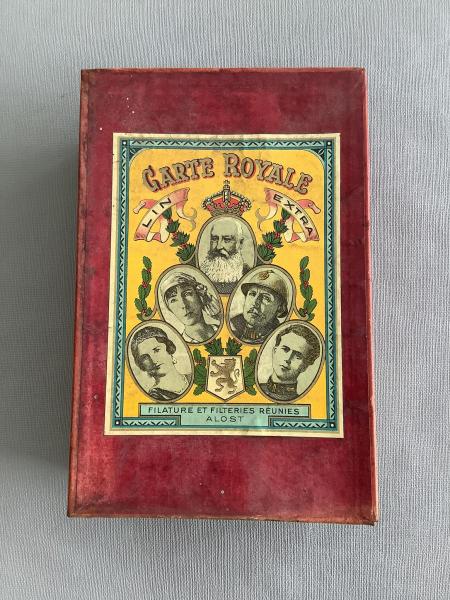 CARTE ROYALE
LIN EXTRA
FILATURE ET FILTERIES RÉUNIES
ALOST